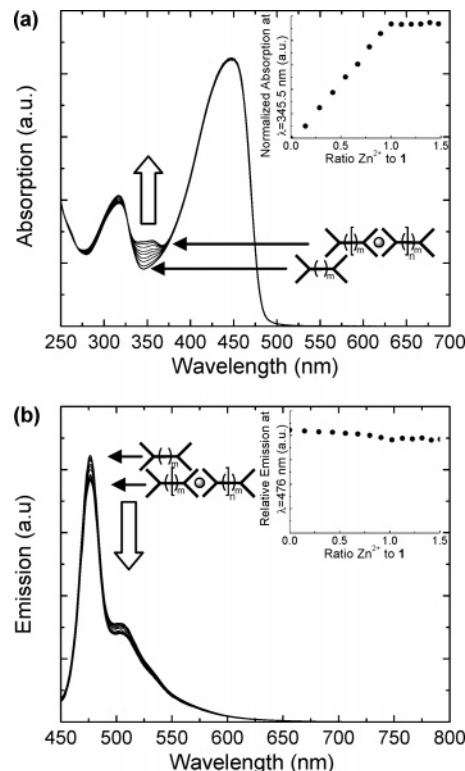 (a)
Absorption (a.u.)
Normalized Absorption at
λ=345.5 nm (a.u.)
0.0 0.5 1.0 1.5
Ratio Zn²⁺ to 1
[( )m ]n m
( )m
250 300 350 400 450 500 550 600 650 700
Wavelength (nm)
(b)
Emission (a.u)
( )m
[( )m ]n m
Relative Emission at
λ=476 nm (a.u.)
0.0 0.5 1.0 1.5
Ratio Zn²⁺ to 1
450 500 550 600 650 700 750 800
Wavelength (nm)